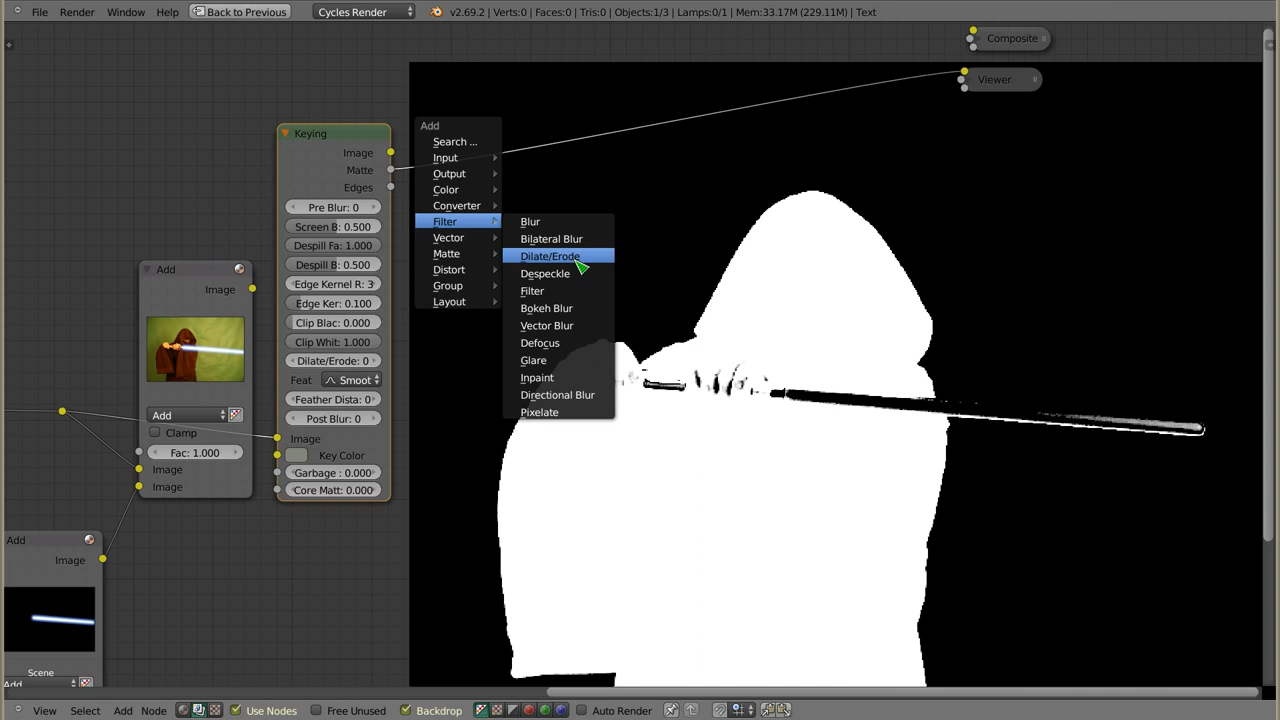 File Render Window Help Back to Previous Cycles Render v2.69.2 | Verts:0 | Faces:0 | Tris:0 | Objects:1/3 | Lamps:0/1 | Mem:33.17M (229.11M) | Text
Composite
Viewer
Keying
Image
Matte
Edges
Pre Blur: 0
Screen B: 0.500
Despill Fa: 1.000
Despill B: 0.500
Edge Kernel R: 3
Edge Ker: 0.100
Clip Blac: 0.000
Clip Whit: 1.000
Dilate/Erode: 0
Feat Smoot
Feather Dista: 0
Post Blur: 0
Image
Key Color
Garbage : 0.000
Core Matt: 0.000
Add
Search ...
Input
Output
Color
Converter
Filter
Vector
Matte
Distort
Group
Layout
Blur
Bilateral Blur
Dilate/Erode
Despeckle
Filter
Bokeh Blur
Vector Blur
Defocus
Glare
Inpaint
Directional Blur
Pixelate
Add
Image
Add
Clamp
Fac: 1.000
Image
Image
Add
Image
Scene
Add
View Select Add Node Use Nodes Free Unused Backdrop Auto Render